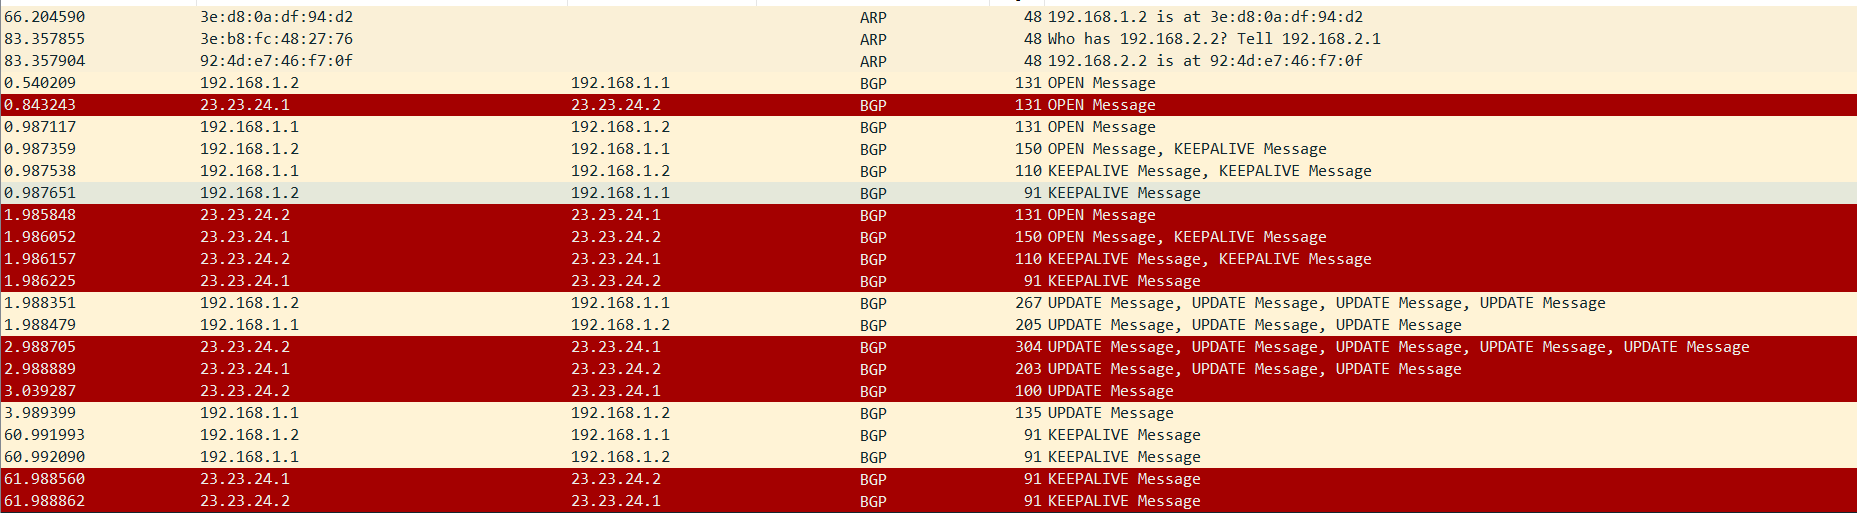 66.204590 3e:d8:0a:df:94:d2 ARP 48 192.168.1.2 is at 3e:d8:0a:df:94:d2
83.357855 3e:b8:fc:48:27:76 ARP 48 Who has 192.168.2.2? Tell 192.168.2.1
83.357904 92:4d:e7:46:f7:0f ARP 48 192.168.2.2 is at 92:4d:e7:46:f7:0f
0.540209 192.168.1.2 192.168.1.1 BGP 131 OPEN Message
0.843243 23.23.24.1 23.23.24.2 BGP 131 OPEN Message
0.987117 192.168.1.1 192.168.1.2 BGP 131 OPEN Message
0.987359 192.168.1.2 192.168.1.1 BGP 150 OPEN Message, KEEPALIVE Message
0.987538 192.168.1.1 192.168.1.2 BGP 110 KEEPALIVE Message, KEEPALIVE Message
0.987651 192.168.1.2 192.168.1.1 BGP 91 KEEPALIVE Message
1.985848 23.23.24.2 23.23.24.1 BGP 131 OPEN Message
1.986052 23.23.24.1 23.23.24.2 BGP 150 OPEN Message, KEEPALIVE Message
1.986157 23.23.24.2 23.23.24.1 BGP 110 KEEPALIVE Message, KEEPALIVE Message
1.986225 23.23.24.1 23.23.24.2 BGP 91 KEEPALIVE Message
1.988351 192.168.1.2 192.168.1.1 BGP 267 UPDATE Message, UPDATE Message, UPDATE Message, UPDATE Message
1.988479 192.168.1.1 192.168.1.2 BGP 205 UPDATE Message, UPDATE Message, UPDATE Message
2.988705 23.23.24.2 23.23.24.1 BGP 304 UPDATE Message, UPDATE Message, UPDATE Message, UPDATE Message, UPDATE Message
2.988889 23.23.24.1 23.23.24.2 BGP 203 UPDATE Message, UPDATE Message, UPDATE Message
3.039287 23.23.24.2 23.23.24.1 BGP 100 UPDATE Message
3.989399 192.168.1.1 192.168.1.2 BGP 135 UPDATE Message
60.991993 192.168.1.2 192.168.1.1 BGP 91 KEEPALIVE Message
60.992090 192.168.1.1 192.168.1.2 BGP 91 KEEPALIVE Message
61.988560 23.23.24.1 23.23.24.2 BGP 91 KEEPALIVE Message
61.988862 23.23.24.2 23.23.24.1 BGP 91 KEEPALIVE Message